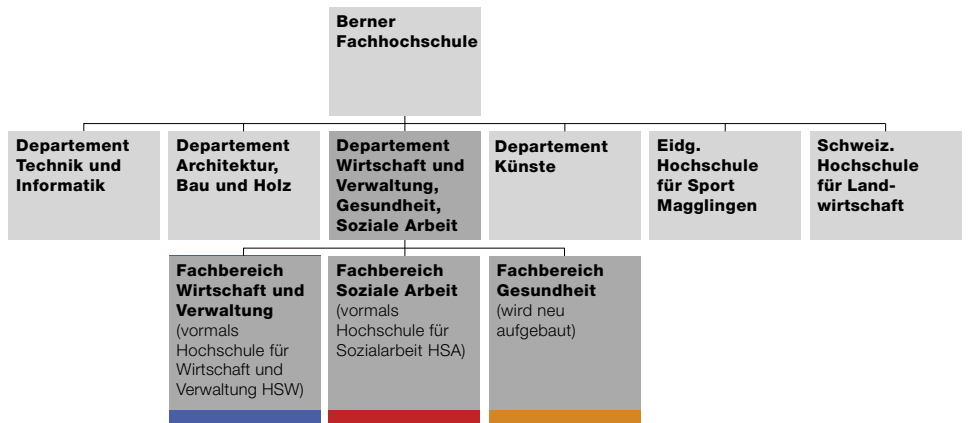 Berner
Fachhochschule
Departement
Technik und
Informatik
Departement
Architektur,
Bau und Holz
Departement
Wirtschaft und
Verwaltung,
Gesundheit,
Soziale Arbeit
Departement
Künste
Eidg.
Hochschule
für Sport
Magglingen
Schweiz.
Hochschule
für Land-
wirtschaft
Fachbereich
Wirtschaft und
Verwaltung
(vormals
Hochschule für
Wirtschaft und
Verwaltung HSW)
Fachbereich
Soziale Arbeit
(vormals
Hochschule für
Sozialarbeit HSA)
Fachbereich
Gesundheit
(wird neu
aufgebaut)